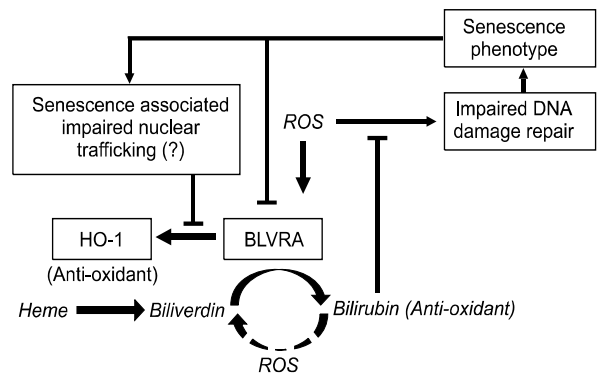 Senescence
phenotype
Senescence associated
impaired nuclear
trafficking (?)
ROS
Impaired DNA
damage repair
HO-1
BLVRA
(Anti-oxidant)
Heme
Biliverdin
Bilirubin (Anti-oxidant)
ROS